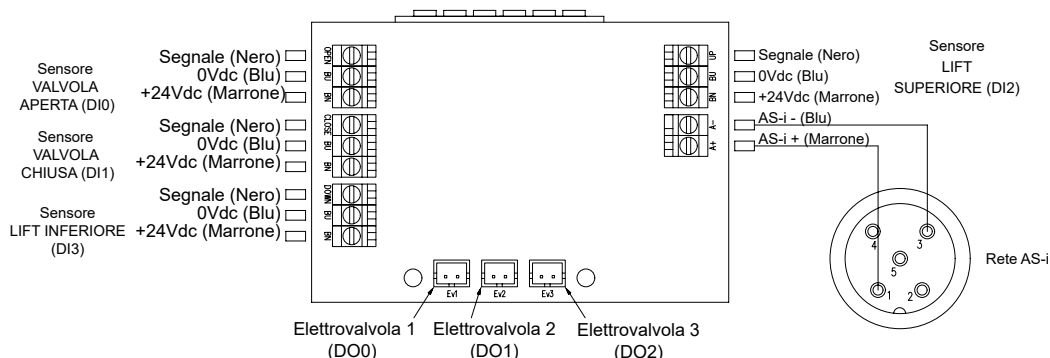 Sensore
VALVOLA
APERTA (DI0)
Segnale (Nero)
0Vdc (Blu)
+24Vdc (Marrone)
OPEN
BU
BN
Sensore
VALVOLA
CHIUSA (DI1)
Segnale (Nero)
0Vdc (Blu)
+24Vdc (Marrone)
CLOSE
BU
BN
Sensore
LIFT INFERIORE
(DI3)
Segnale (Nero)
0Vdc (Blu)
+24Vdc (Marrone)
DOWN
BU
BN
UP
BU
BN
Segnale (Nero)
0Vdc (Blu)
+24Vdc (Marrone)
Sensore
LIFT
SUPERIORE (DI2)
A-
A+
AS-i - (Blu)
AS-i + (Marrone)
4
3
5
1
2
Rete AS-i
Ev1
Ev2
Ev3
Elettrovalvola 1
(DO0)
Elettrovalvola 2
(DO1)
Elettrovalvola 3
(DO2)